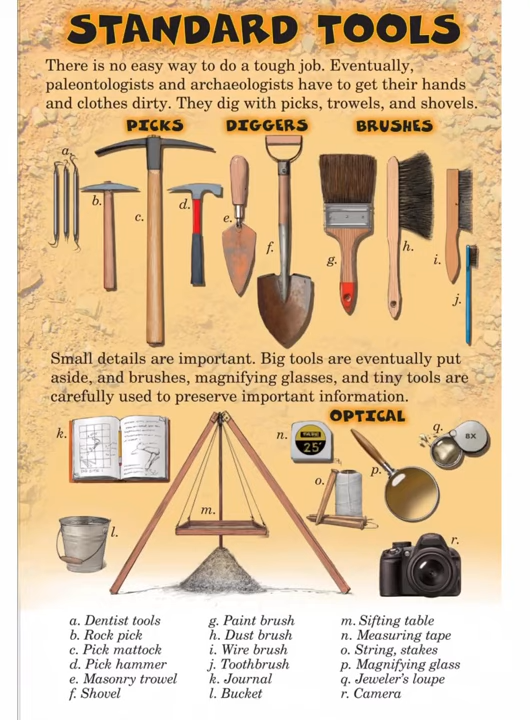 STANDARD TOOLS
There is no easy way to do a tough job. Eventually,
paleontologists and archaeologists have to get their hands
and clothes dirty. They dig with picks, trowels, and shovels.
PICKS DIGGERS BRUSHES
a.
b.
c.
d.
e.
f.
g.
h.
i.
j.
Small details are important. Big tools are eventually put
aside, and brushes, magnifying glasses, and tiny tools are
carefully used to preserve important information.
OPTICAL
k.
l.
m.
n.
25'
o.
p.
q.
8X
r.
a. Dentist tools
b. Rock pick
c. Pick mattock
d. Pick hammer
e. Masonry trowel
f. Shovel
g. Paint brush
h. Dust brush
i. Wire brush
j. Toothbrush
k. Journal
l. Bucket
m. Sifting table
n. Measuring tape
o. String, stakes
p. Magnifying glass
q. Jeweler's loupe
r. Camera